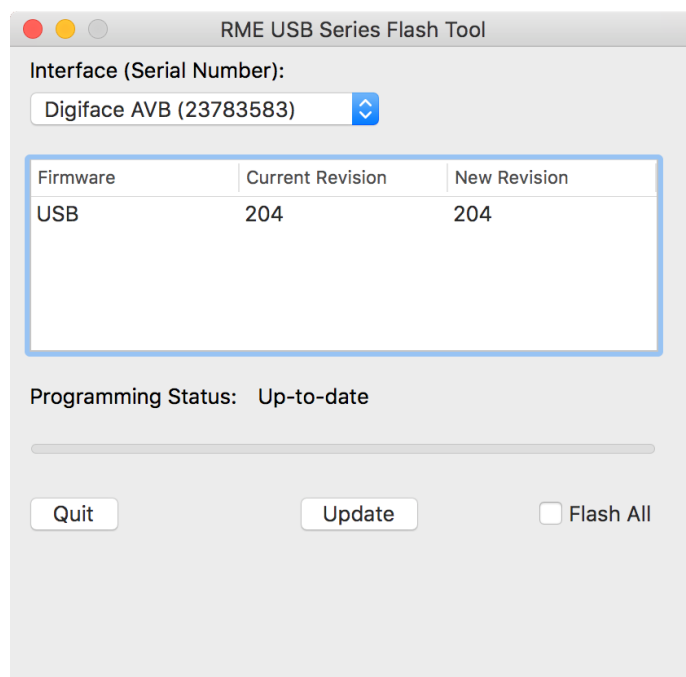 RME USB Series Flash Tool
Interface (Serial Number):
Digiface AVB (23783583)
Firmware Current Revision New Revision
USB 204 204
Programming Status: Up-to-date
Quit Update Flash All